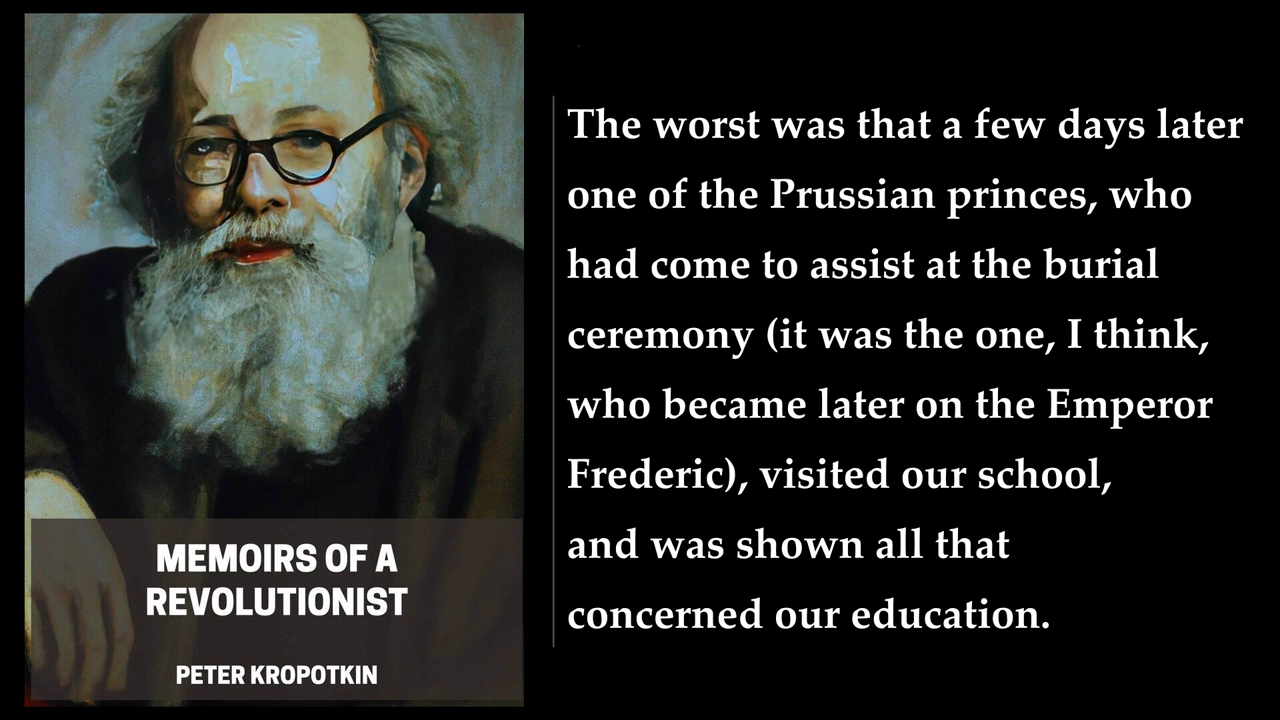 MEMOIRS OF A
REVOLUTIONIST
PETER KROPOTKIN
The worst was that a few days later
one of the Prussian princes, who
had come to assist at the burial
ceremony (it was the one, I think,
who became later on the Emperor
Frederic), visited our school,
and was shown all that
concerned our education.